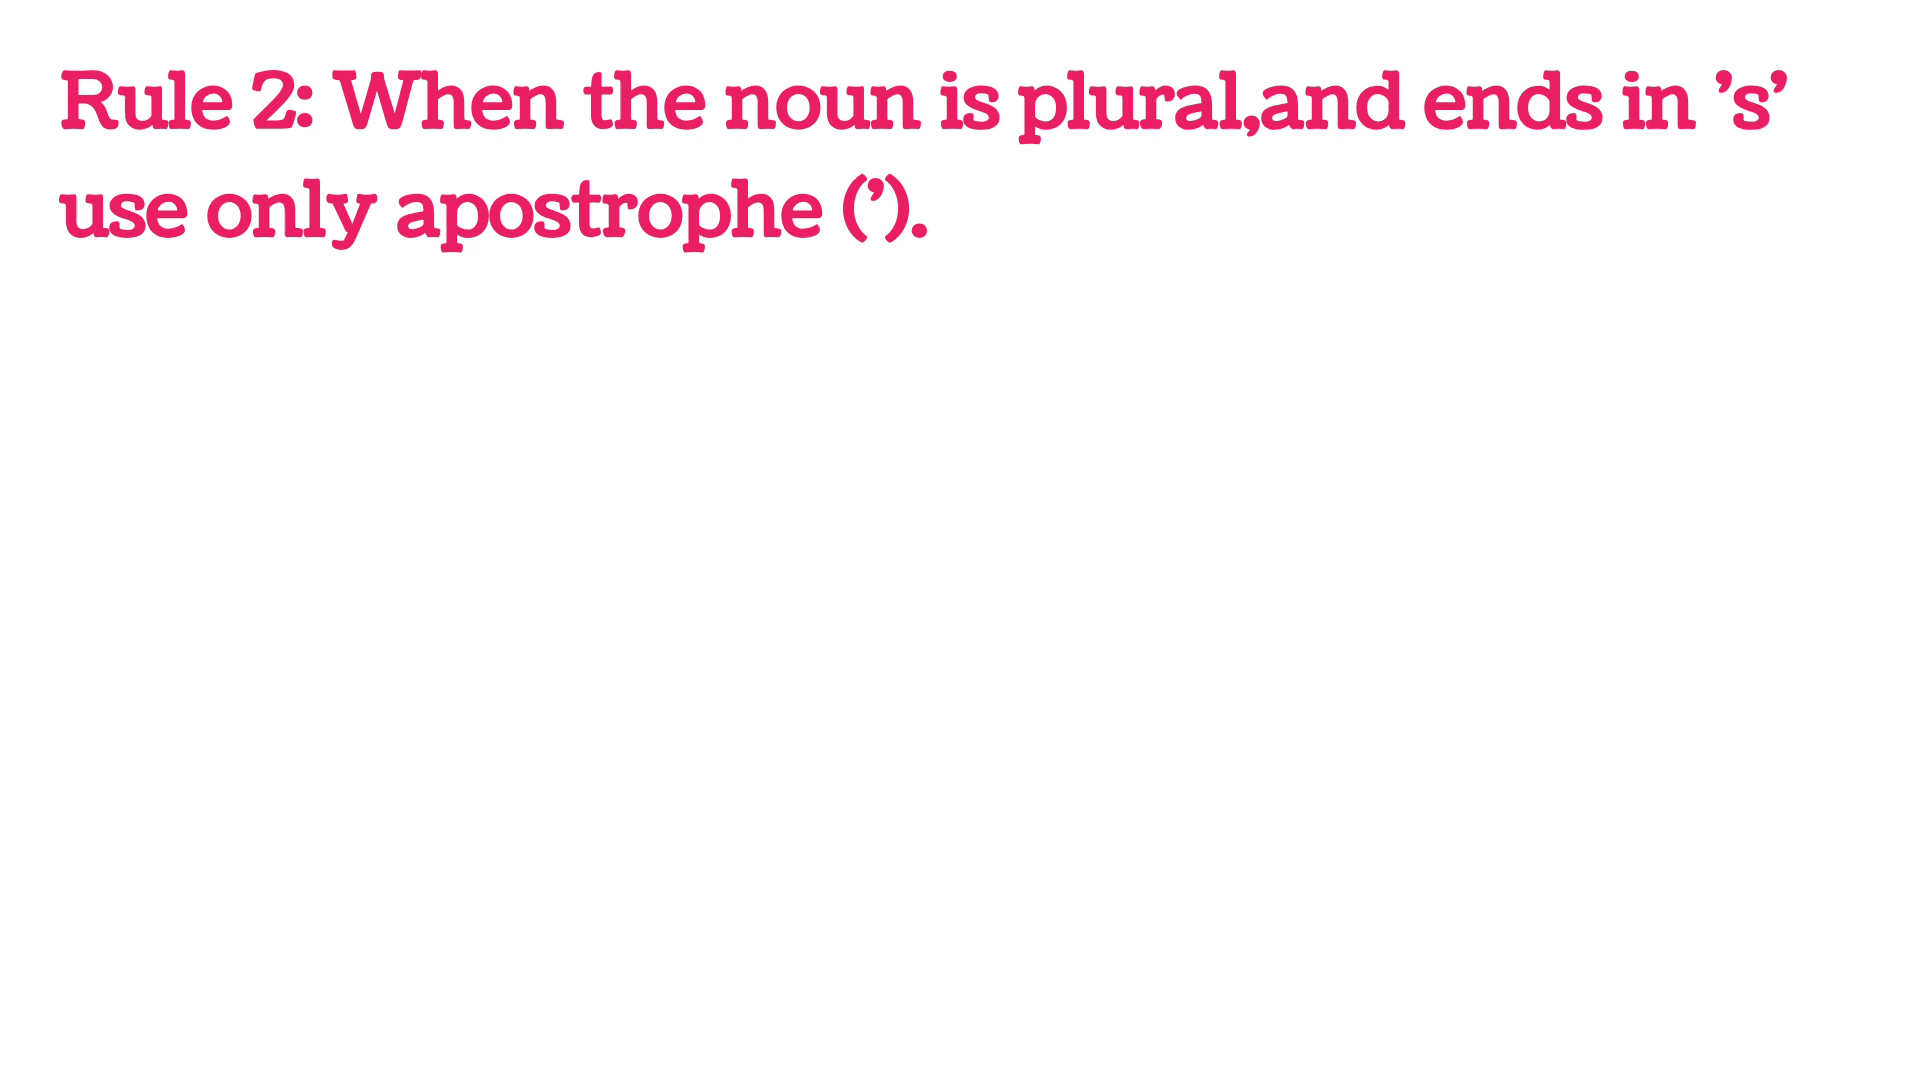 Rule 2: When the noun is plural,and ends in ’s’
use only apostrophe (’).